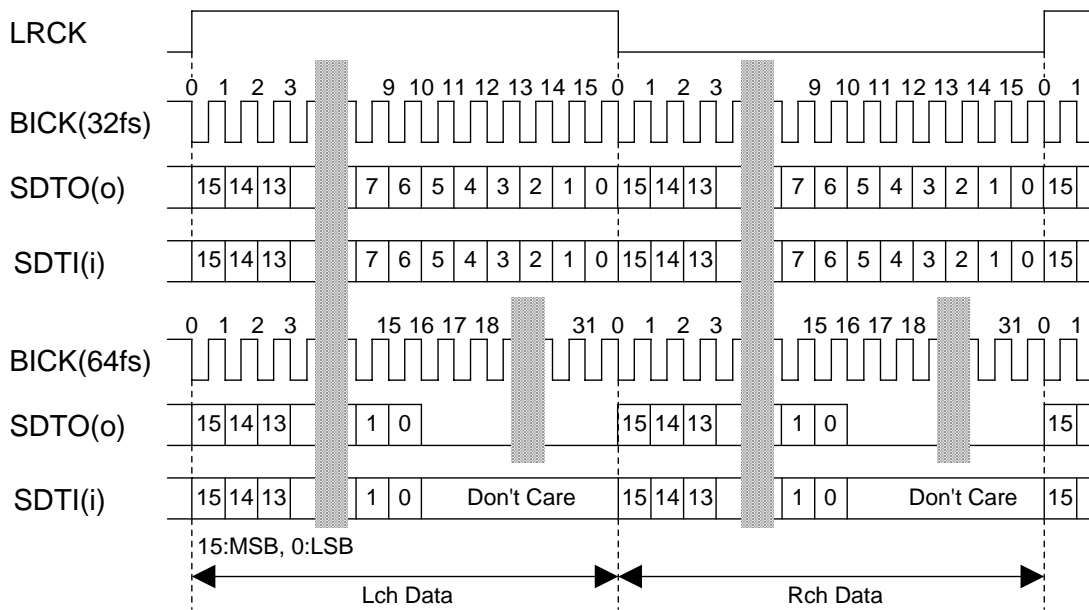 LRCK
0 1 2 3 9 10 11 12 13 14 15 0 1 2 3 9 10 11 12 13 14 15 0 1
BICK(32fs)
SDTO(o) 15 14 13 7 6 5 4 3 2 1 0 15 14 13 7 6 5 4 3 2 1 0 15
SDTI(i) 15 14 13 7 6 5 4 3 2 1 0 15 14 13 7 6 5 4 3 2 1 0 15
0 1 2 3 15 16 17 18 31 0 1 2 3 15 16 17 18 31 0 1
BICK(64fs)
SDTO(o) 15 14 13 1 0 15 14 13 1 0 15
SDTI(i) 15 14 13 1 0 Don't Care 15 14 13 1 0 Don't Care 15
15:MSB, 0:LSB
Lch Data Rch Data